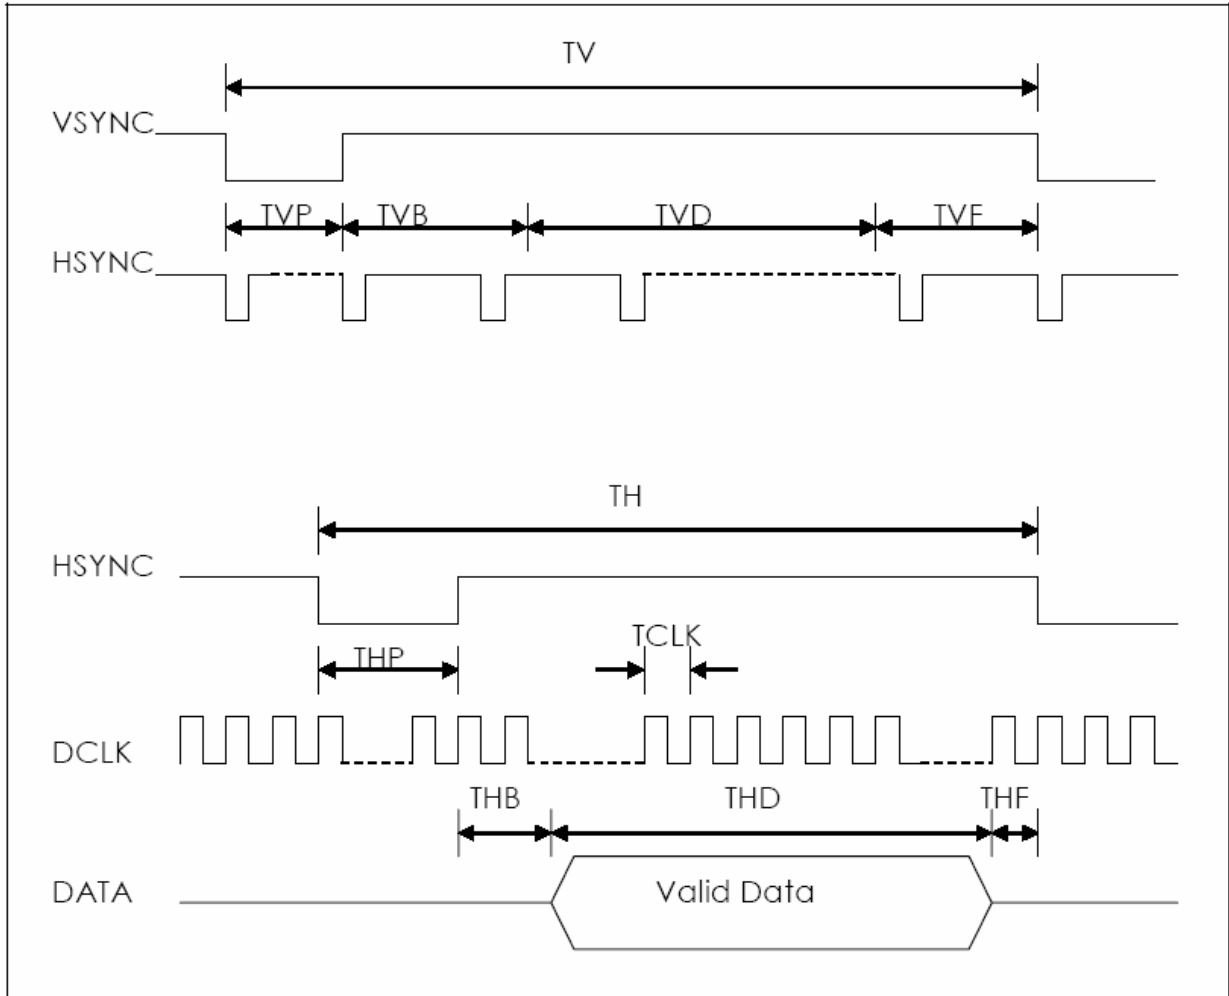 TV
VSYNC
TVP TVB TVD TVF
HSYNC
TH
HSYNC
TCLK
THP
DCLK
THB THD THF
DATA Valid Data